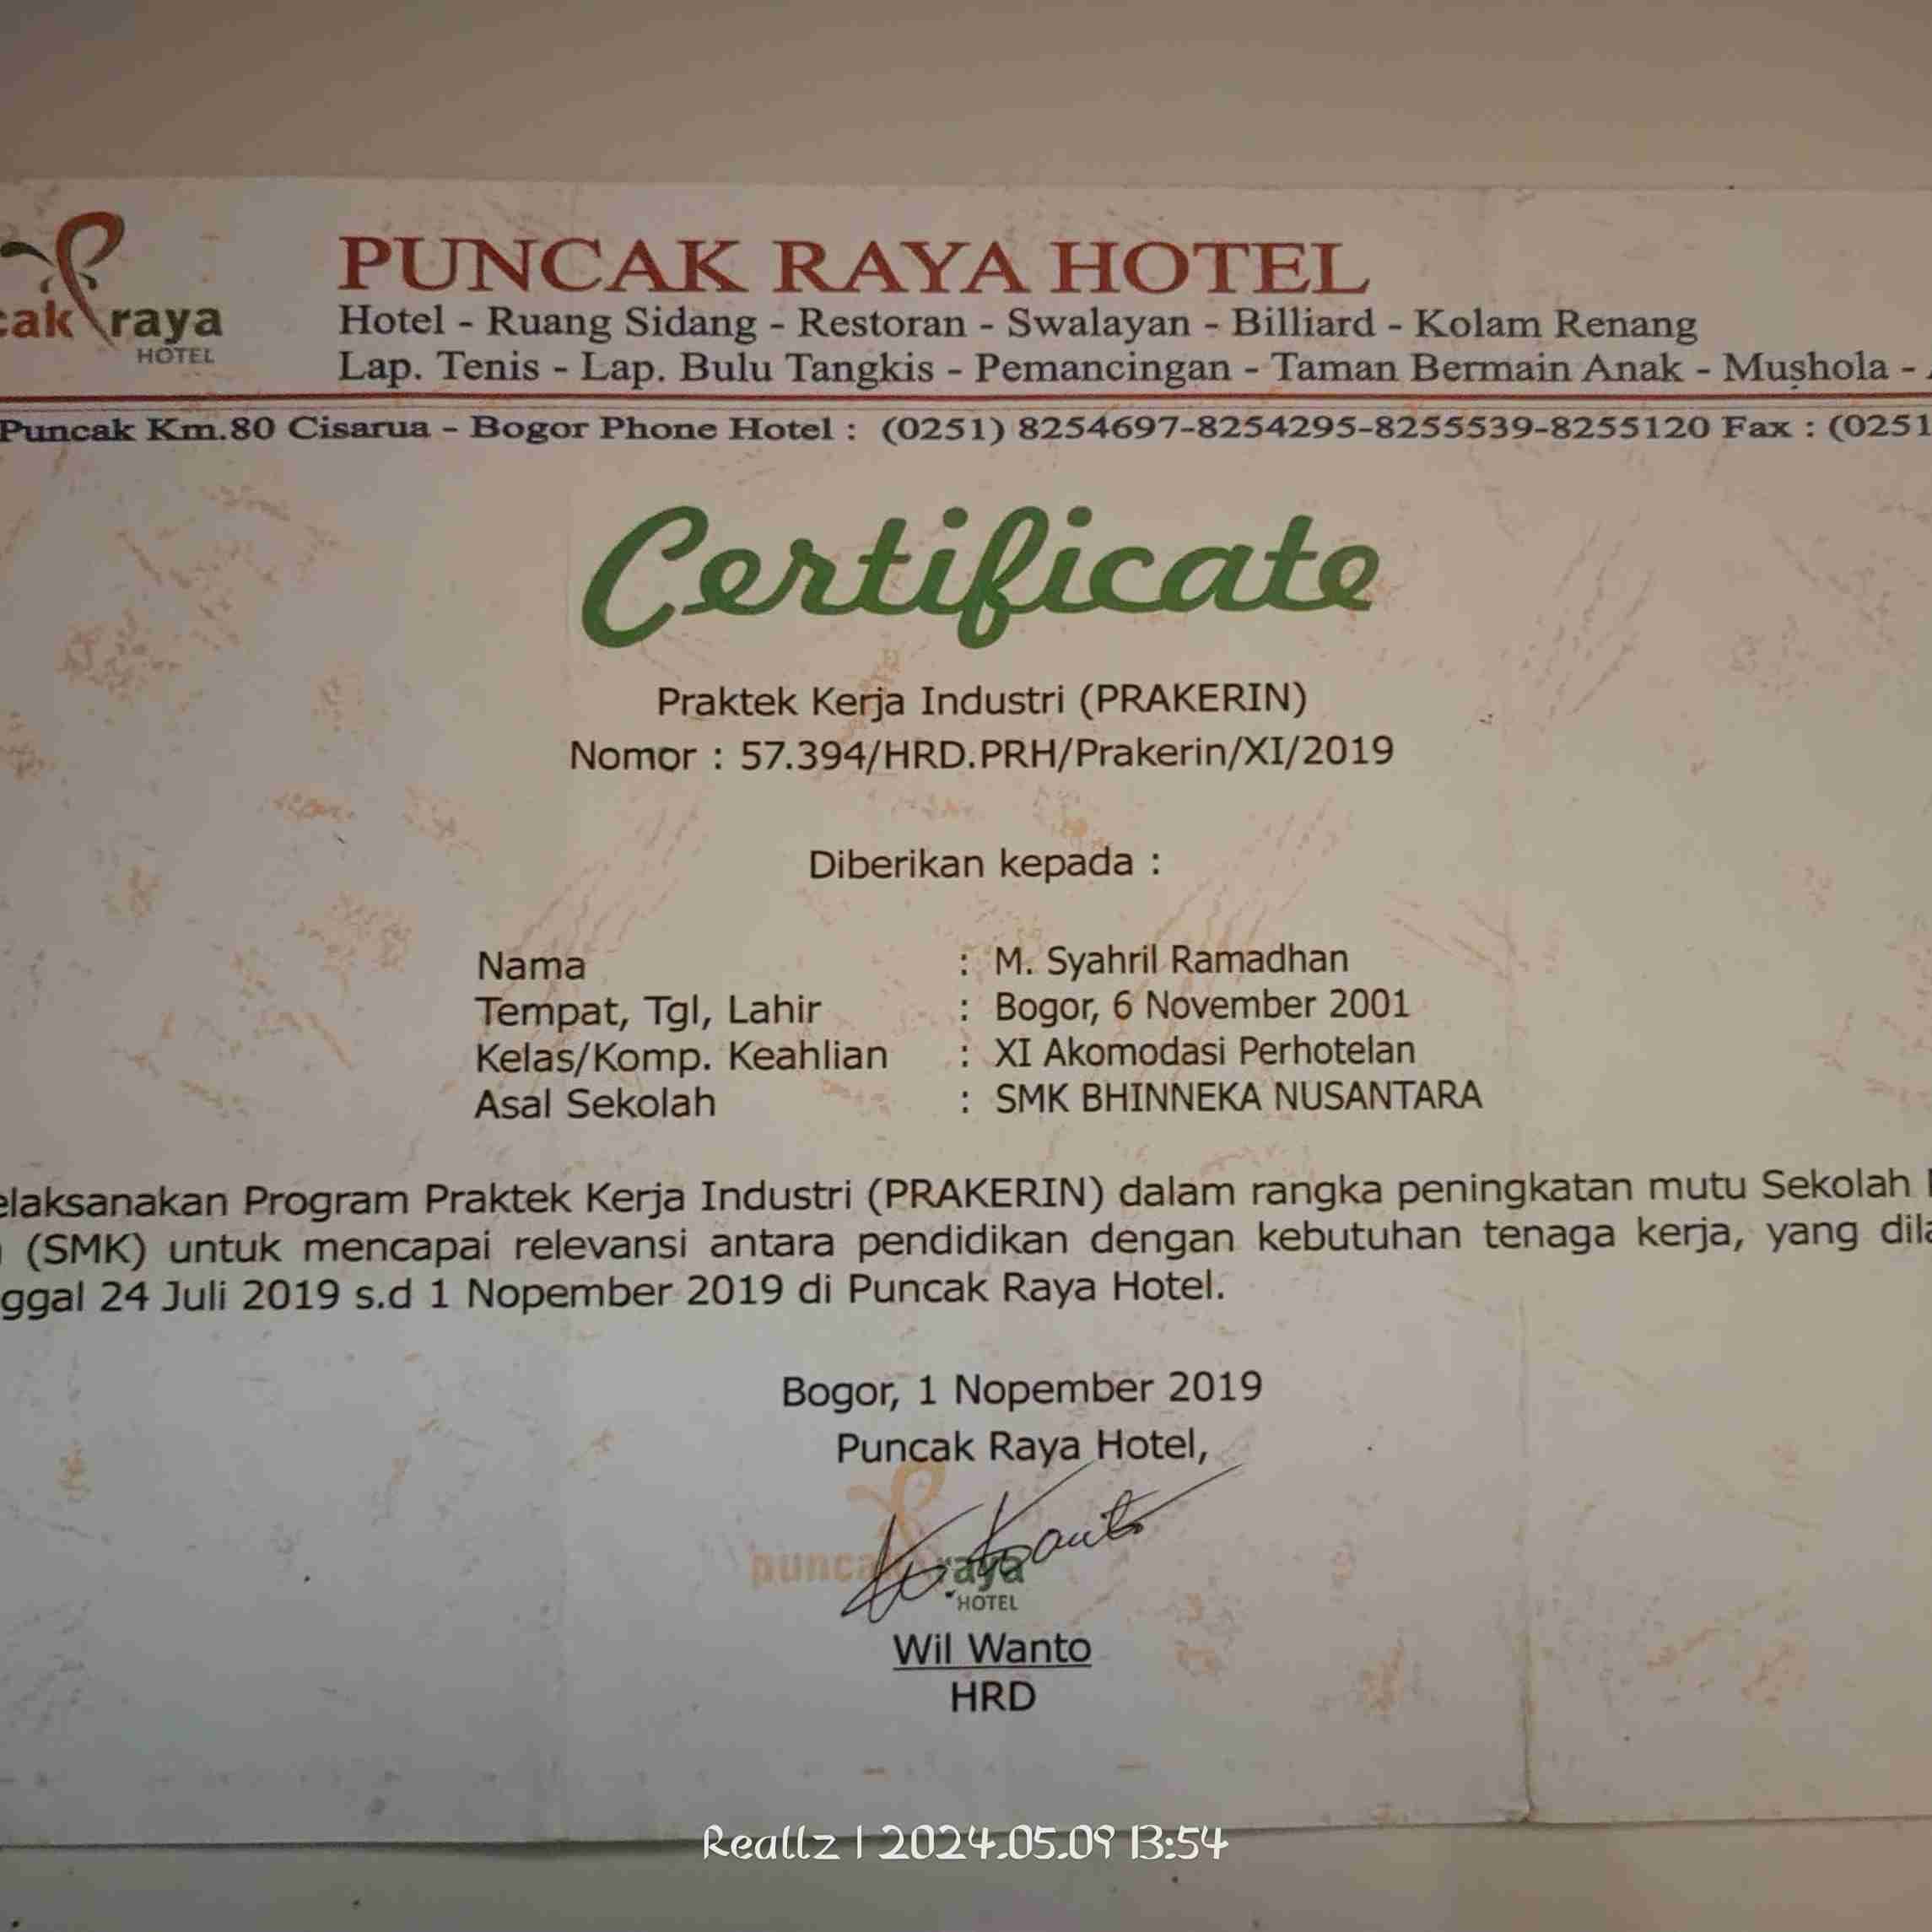 raya
HOTEL
PUNCAK RAYA HOTEL
Hotel - Ruang Sidang - Restoran - Swalayan - Billiard - Kolam Renang
Lap. Tenis - Lap. Bulu Tangkis - Pemancingan - Taman Bermain Anak - Mushola -
Puncak Km.80 Cisarua - Bogor Phone Hotel : (0251) 8254697-8254295-8255539-8255120 Fax : (0251
Certificate
Praktek Kerja Industri (PRAKERIN)
Nomor : 57.394/HRD.PRH/Prakerin/XI/2019
Diberikan kepada :
Nama : M. Syahril Ramadhan
Tempat, Tgl, Lahir : Bogor, 6 November 2001
Kelas/Komp. Keahlian : XI Akomodasi Perhotelan
Asal Sekolah : SMK BHINNEKA NUSANTARA
elaksanakan Program Praktek Kerja Industri (PRAKERIN) dalam rangka peningkatan mutu Sekolah
(SMK) untuk mencapai relevansi antara pendidikan dengan kebutuhan tenaga kerja, yang dila
ggal 24 Juli 2019 s.d 1 Nopember 2019 di Puncak Raya Hotel.
Bogor, 1 Nopember 2019
Puncak Raya Hotel,
puncak raya
HOTEL
Wil Wanto
HRD
Reallz | 2024.05.09 13:54